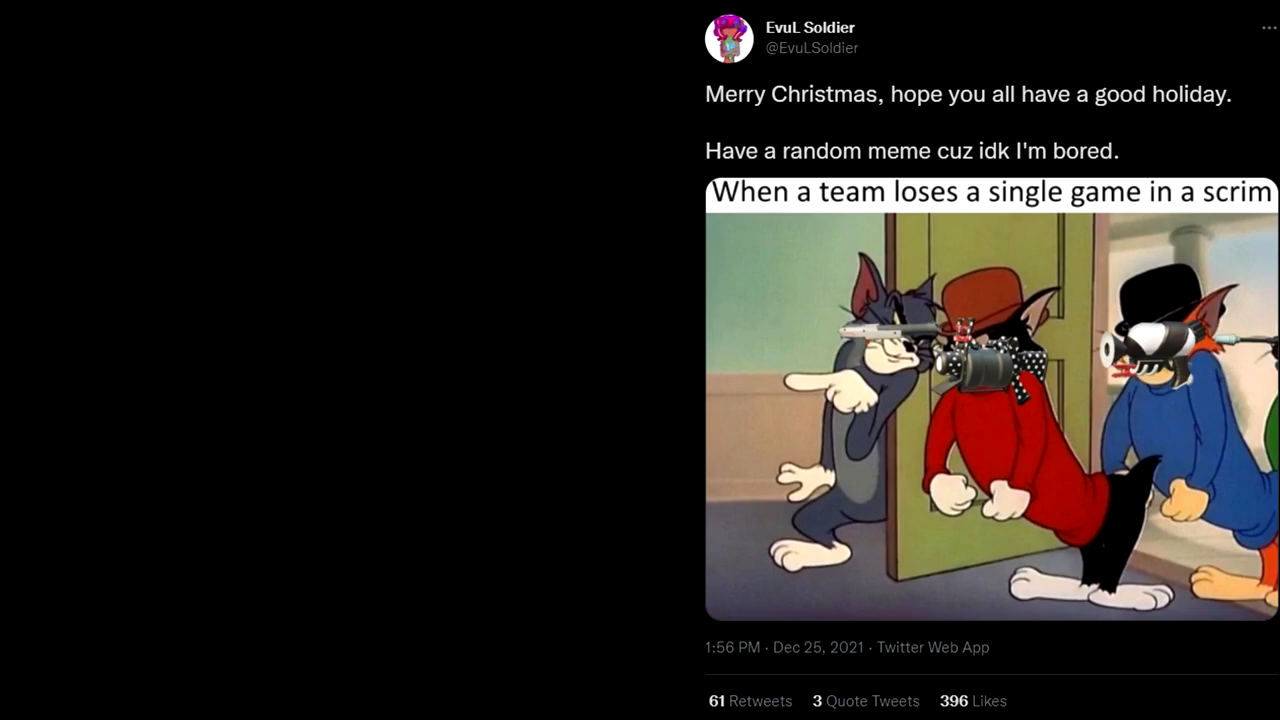 EvuL Soldier
@EvuLSoldier
Merry Christmas, hope you all have a good holiday.
Have a random meme cuz idk I'm bored.
When a team loses a single game in a scrim
1:56 PM · Dec 25, 2021 · Twitter Web App
61 Retweets 3 Quote Tweets 396 Likes